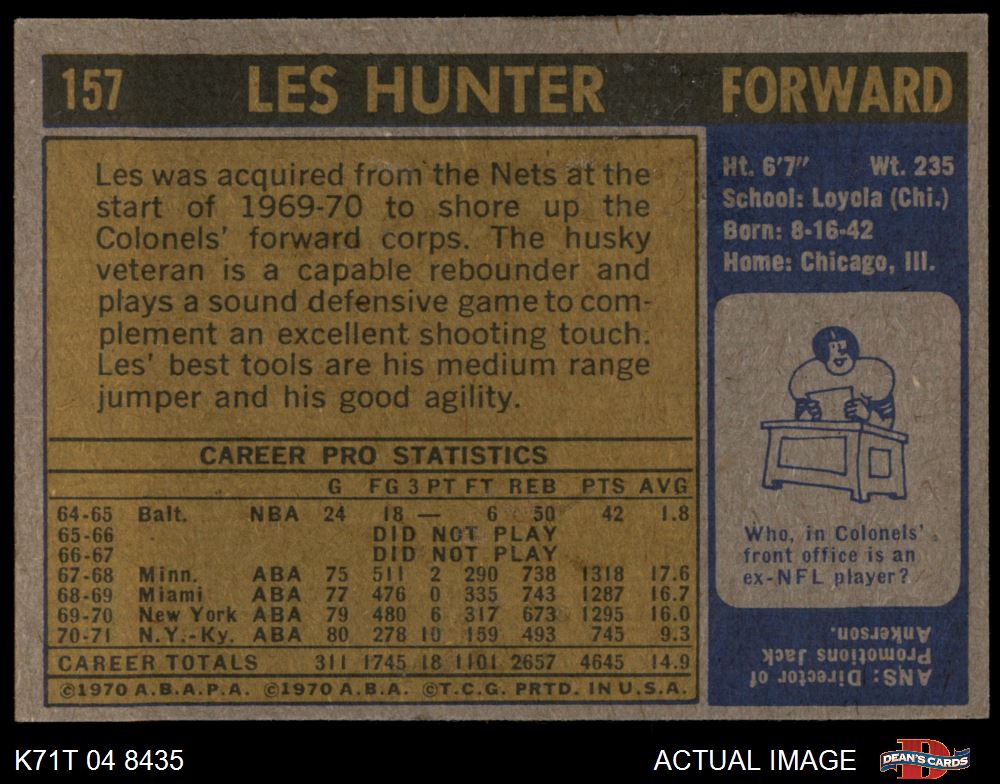 157 LES HUNTER FORWARD
Les was acquired from the Nets at the
start of 1969-70 to shore up the
Colonels' forward corps. The husky
veteran is a capable rebounder and
plays a sound defensive game to com-
plement an excellent shooting touch.
Les' best tools are his medium range
jumper and his good agility.
CAREER PRO STATISTICS
G FG 3 PT FT REB PTS AVG
64-65 Balt. NBA 24 18 — 6 50 42 1.8
65-66 DID NOT PLAY
66-67 DID NOT PLAY
67-68 Minn. ABA 75 511 2 290 738 1318 17.6
68-69 Miami ABA 77 476 0 335 743 1287 16.7
69-70 New York ABA 79 480 6 317 673 1295 16.0
70-71 N.Y.-Ky. ABA 80 278 10 159 493 745 9.3
CAREER TOTALS 311 1745 18 1101 2657 4645 14.9
©1970 A.B.A.P.A. ©1970 A.B.A. ©T.C.G. PRTD. IN U.S.A.
Ht. 6'7" Wt. 235
School: Loyola (Chi.)
Born: 8-16-42
Home: Chicago, Ill.
Who, in Colonels'
front office is an
ex-NFL player?
ANS: Director of
Promotions Jack
Ankerson.
K71T 04 8435 ACTUAL IMAGE
D
DEAN'S CARDS